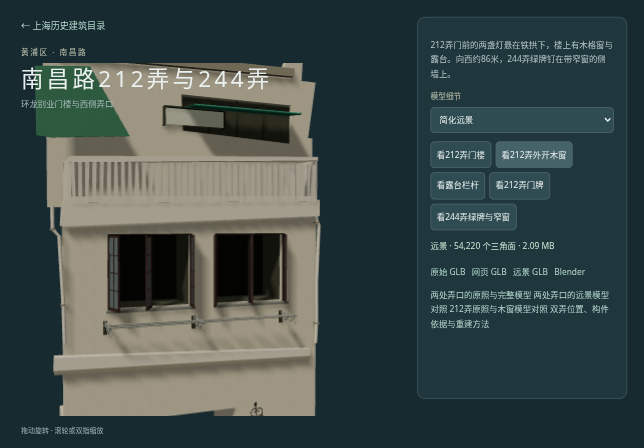 ← 上海历史建筑目录
黄浦区 · 南昌路
南昌路212弄与244弄
环龙别业门楼与西侧弄口
212弄门前的两盏灯悬在铁拱下，楼上有木格窗与
露台。向西约86米，244弄绿牌钉在带窄窗的侧
墙上。
模型细节
简化远景
看212弄门楼
看212弄外开木窗
看露台栏杆
看212弄门牌
看244弄绿牌与窄窗
远景 · 54,220 个三角面 · 2.09 MB
原始 GLB 网页 GLB 远景 GLB Blender
两处弄口的原照与完整模型 两处弄口的远景模型
对照 212弄原照与木窗模型对照 双弄位置、构件
依据与重建方法
拖动旋转 · 滚轮或双指缩放